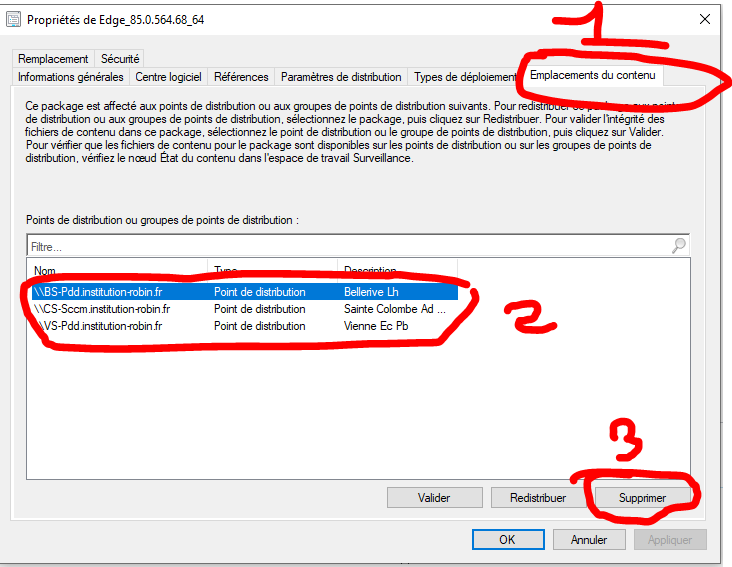 Propriétés de Edge_85.0.564.68_64
1
Remplacement Sécurité
Informations générales Centre logiciel Références Paramètres de distribution Types de déploiement Emplacements du contenu
Ce package est affecté aux points de distribution ou aux groupes de points de distribution suivants. Pour redistribuer ce package aux points
de distribution ou aux groupes de points de distribution, sélectionnez le package, puis cliquez sur Redistribuer. Pour valider l'intégrité des
fichiers de contenu dans ce package, sélectionnez le point de distribution ou le groupe de points de distribution, puis cliquez sur Valider.
Pour vérifier que les fichiers de contenu pour le package sont disponibles sur les points de distribution ou sur les groupes de points de
distribution, vérifiez le nœud État du contenu dans l'espace de travail Surveillance.
Points de distribution ou groupes de points de distribution :
Filtre...
Nom Type Description
\\BS-Pdd.institution-robin.fr Point de distribution Bellerive Lh
\\CS-Sccm.institution-robin.fr Point de distribution Sainte Colombe Ad ...
\\VS-Pdd.institution-robin.fr Point de distribution Vienne Ec Pb
2
3
Valider Redistribuer Supprimer
OK Annuler Appliquer